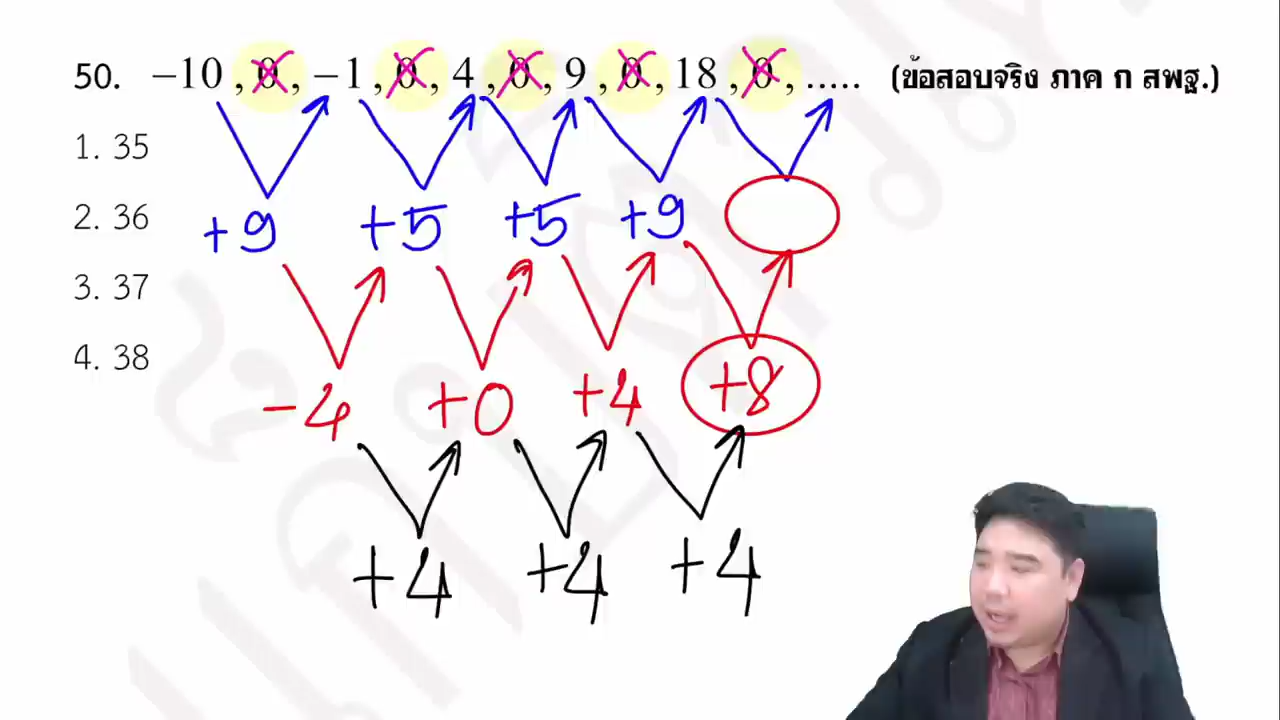 50. −10 , 0 , −1 , 0 , 4 , 0 , 9 , 0 , 18 , 0 , ..... (ข้อสอบจริง ภาค ก สพฐ.)
1. 35
2. 36
+9 +5 +5 +9
3. 37
4. 38
-4 +0 +4 +8
+4 +4 +4